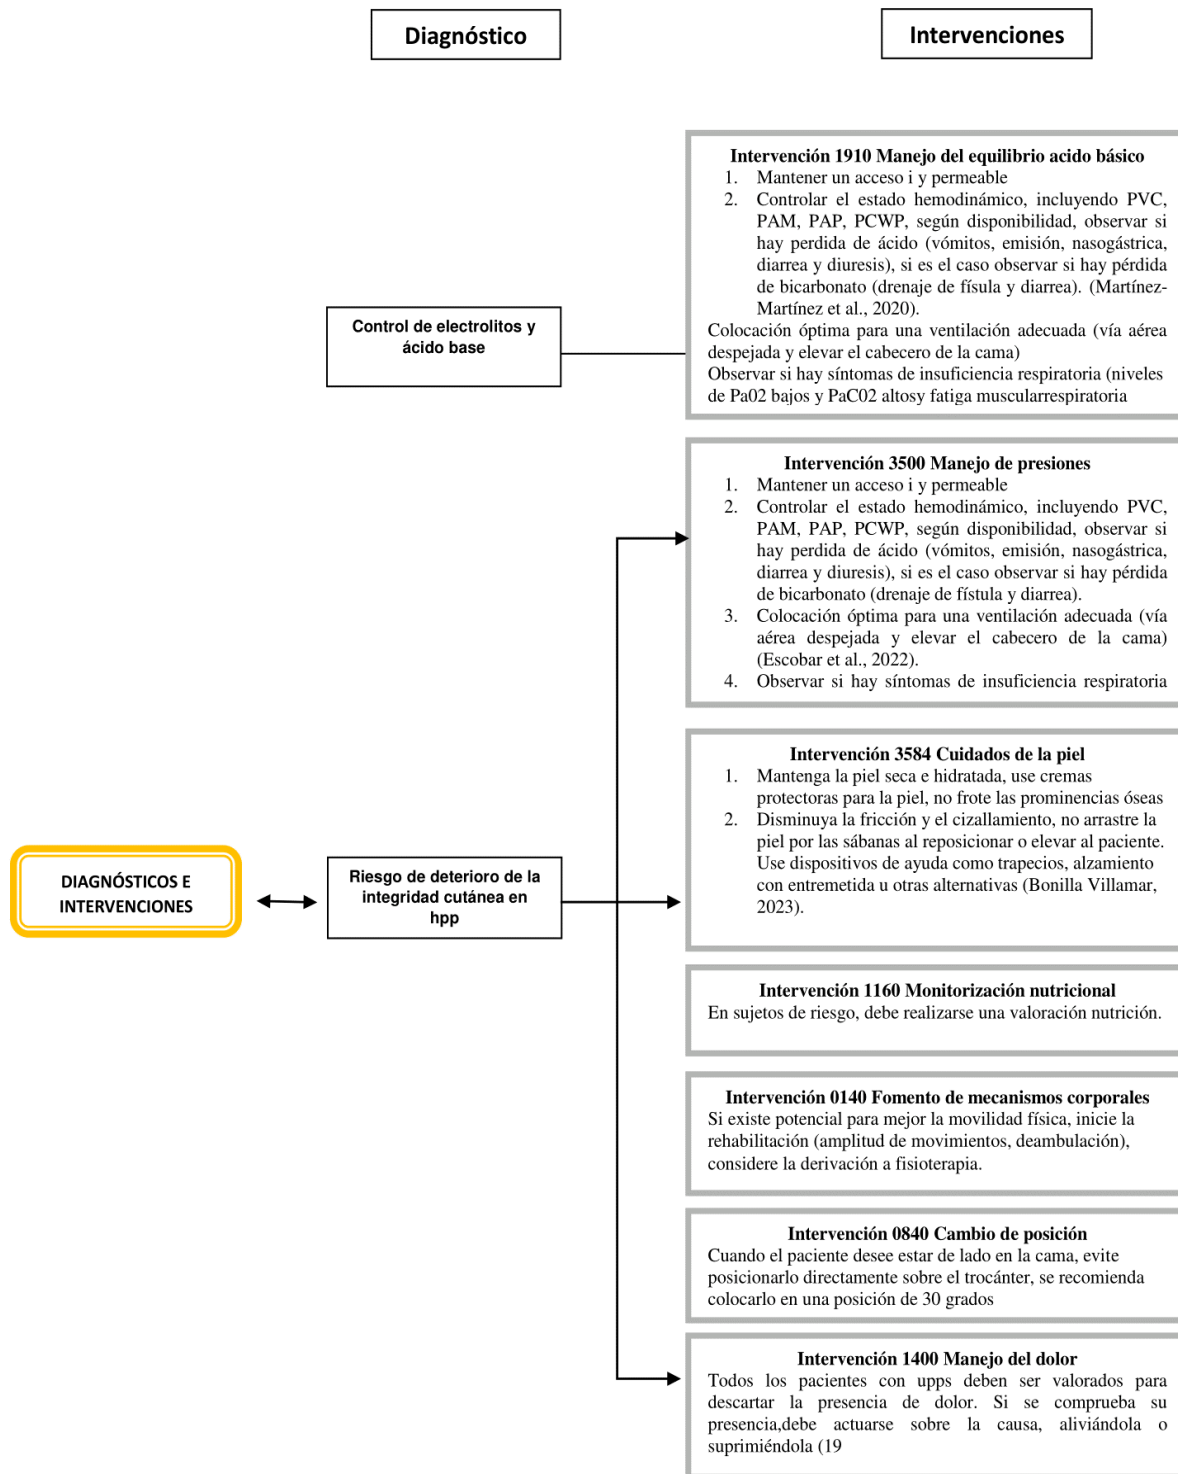 Diagnóstico
Intervenciones
Intervención 1910 Manejo del equilibrio acido básico
1. Mantener un acceso i y permeable
2. Controlar el estado hemodinámico, incluyendo PVC,
PAM, PAP, PCWP, según disponibilidad, observar si
hay perdida de ácido (vómitos, emisión, nasogástrica,
diarrea y diuresis), si es el caso observar si hay pérdida
de bicarbonato (drenaje de físula y diarrea). (Martínez-
Martínez et al., 2020).
Colocación óptima para una ventilación adecuada (vía aérea
despejada y elevar el cabecero de la cama)
Observar si hay síntomas de insuficiencia respiratoria (niveles
de Pa02 bajos y PaC02 altosy fatiga muscularrespiratoria
Control de electrolitos y
ácido base
Intervención 3500 Manejo de presiones
1. Mantener un acceso i y permeable
2. Controlar el estado hemodinámico, incluyendo PVC,
PAM, PAP, PCWP, según disponibilidad, observar si
hay perdida de ácido (vómitos, emisión, nasogástrica,
diarrea y diuresis), si es el caso observar si hay pérdida
de bicarbonato (drenaje de fístula y diarrea).
3. Colocación óptima para una ventilación adecuada (vía
aérea despejada y elevar el cabecero de la cama)
(Escobar et al., 2022).
4. Observar si hay síntomas de insuficiencia respiratoria
Intervención 3584 Cuidados de la piel
1. Mantenga la piel seca e hidratada, use cremas
protectoras para la piel, no frote las prominencias óseas
2. Disminuya la fricción y el cizallamiento, no arrastre la
piel por las sábanas al reposicionar o elevar al paciente.
Use dispositivos de ayuda como trapecios, alzamiento
con entremetida u otras alternativas (Bonilla Villamar,
2023).
DIAGNÓSTICOS E
INTERVENCIONES
Riesgo de deterioro de la
integridad cutánea en
hpp
Intervención 1160 Monitorización nutricional
En sujetos de riesgo, debe realizarse una valoración nutrición.
Intervención 0140 Fomento de mecanismos corporales
Si existe potencial para mejor la movilidad física, inicie la
rehabilitación (amplitud de movimientos, deambulación),
considere la derivación a fisioterapia.
Intervención 0840 Cambio de posición
Cuando el paciente desee estar de lado en la cama, evite
posicionarlo directamente sobre el trocánter, se recomienda
colocarlo en una posición de 30 grados
Intervención 1400 Manejo del dolor
Todos los pacientes con upps deben ser valorados para
descartar la presencia de dolor. Si se comprueba su
presencia,debe actuarse sobre la causa, aliviándola o
suprimiéndola (19